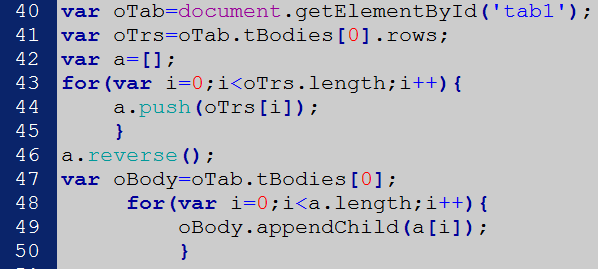 40 var oTab=document.getElementById('tab1');
41 var oTrs=oTab.tBodies[0].rows;
42 var a=[];
43 for(var i=0;i<oTrs.length;i++){
44     a.push(oTrs[i]);
45     }
46 a.reverse();
47 var oBody=oTab.tBodies[0];
48      for(var i=0;i<a.length;i++){
49          oBody.appendChild(a[i]);
50          }